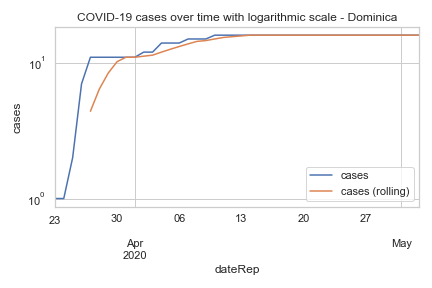 COVID-19 cases over time with logarithmic scale - Dominica
cases
10¹
10⁰
cases
cases (rolling)
23
30
06
13
20
27
Apr
2020
May
dateRep